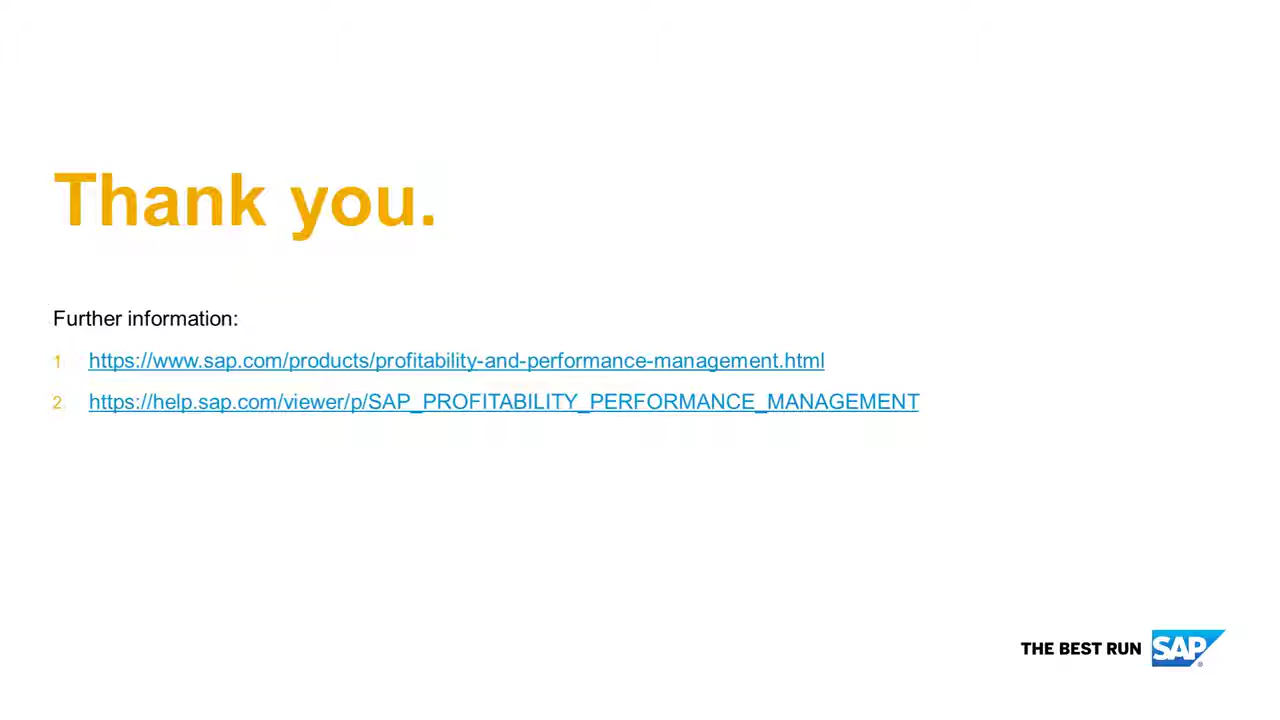 Thank you.
Further information:
1 https://www.sap.com/products/profitability-and-performance-management.html
2. https://help.sap.com/viewer/p/SAP_PROFITABILITY_PERFORMANCE_MANAGEMENT
THE BEST RUN SAP®